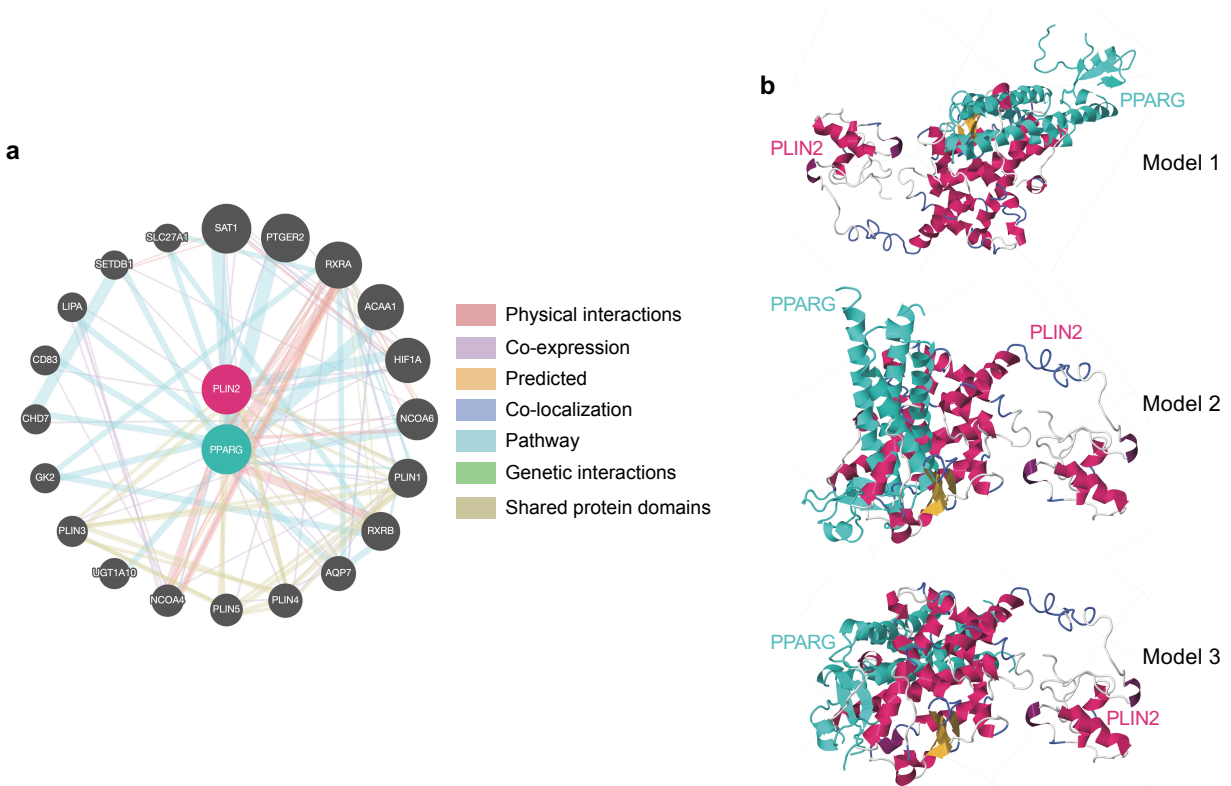 a
SAT1
PTGER2
RXRA
ACAA1
HIF1A
NCOA6
PLIN1
RXRB
AQP7
PLIN4
PLIN5
NCOA4
UGT1A10
PLIN3
GK2
CHD7
CD83
LIPA
SETDB1
SLC27A1
PLIN2
PPARG
Physical interactions
Co-expression
Predicted
Co-localization
Pathway
Genetic interactions
Shared protein domains
b
PPARG
PLIN2
Model 1
PPARG
PLIN2
Model 2
PPARG
Model 3
PLIN2